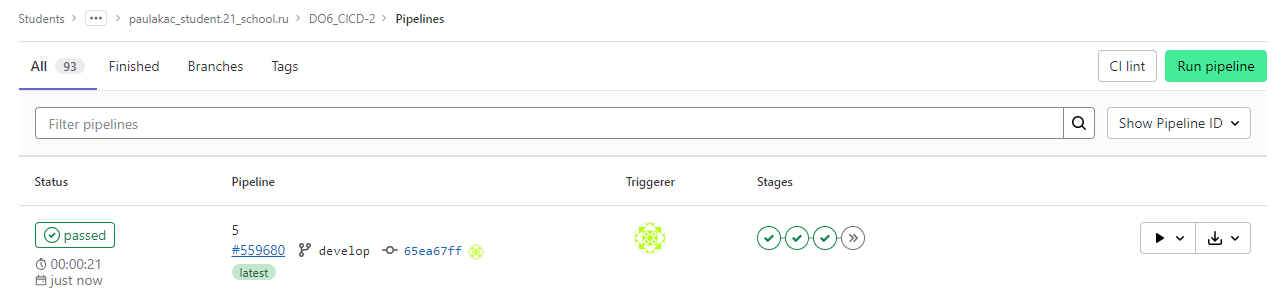 Students > ... > paulakac_student.21_school.ru > DO6_CICD-2 > Pipelines
All 93 Finished Branches Tags CI lint Run pipeline
Filter pipelines Show Pipeline ID
Status Pipeline Triggerer Stages
passed 5
#559680 develop 65ea67ff
00:00:21 latest
just now